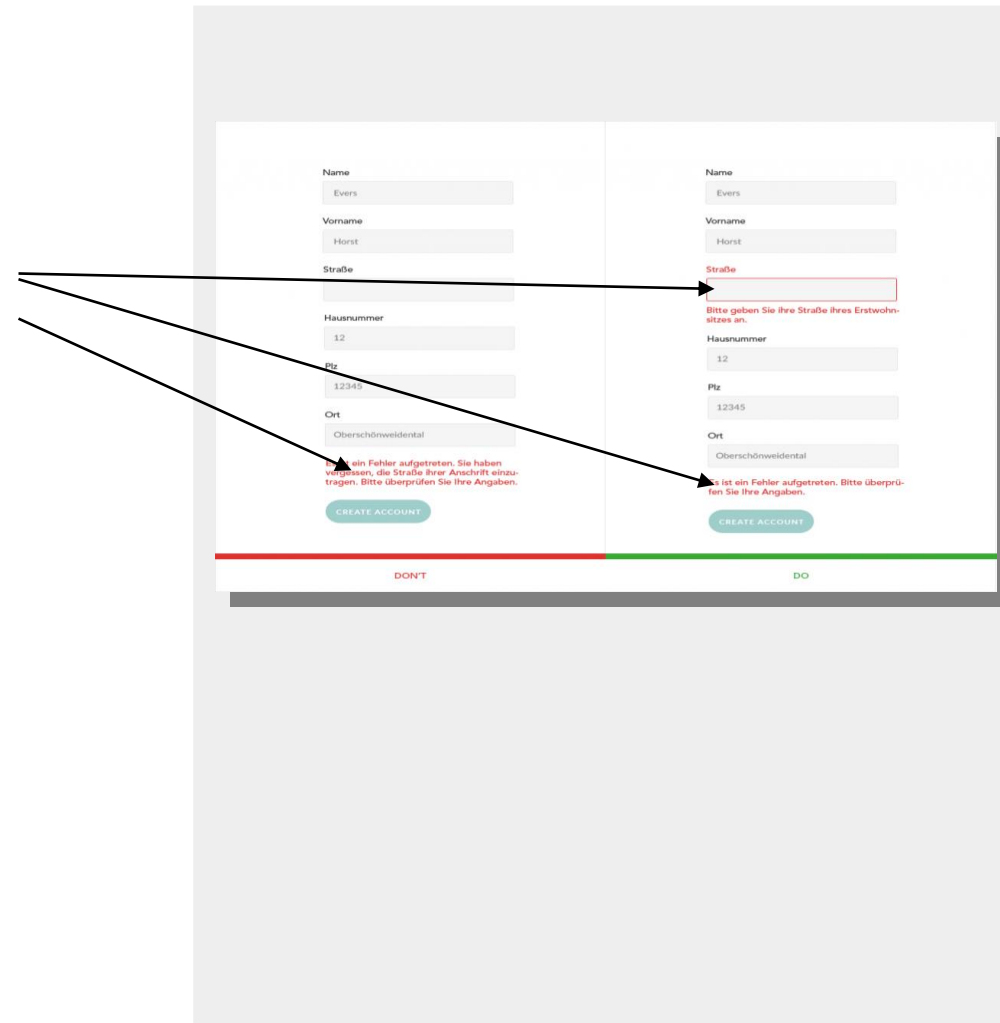 Name
Evers
Vorname
Horst
Straße
Hausnummer
12
Plz
12345
Ort
Oberschönweidental
ein Fehler aufgetreten. Sie haben
vergessen, die Straße ihrer Anschrift einzu-
tragen. Bitte überprüfen Sie Ihre Angaben.
CREATE ACCOUNT
DON'T
Name
Evers
Vorname
Horst
Straße
Bitte geben Sie ihre Straße ihres Erstwohn-
sitzes an.
Hausnummer
12
Plz
12345
Ort
Oberschönweidental
Es ist ein Fehler aufgetreten. Bitte überprü-
fen Sie Ihre Angaben.
CREATE ACCOUNT
DO